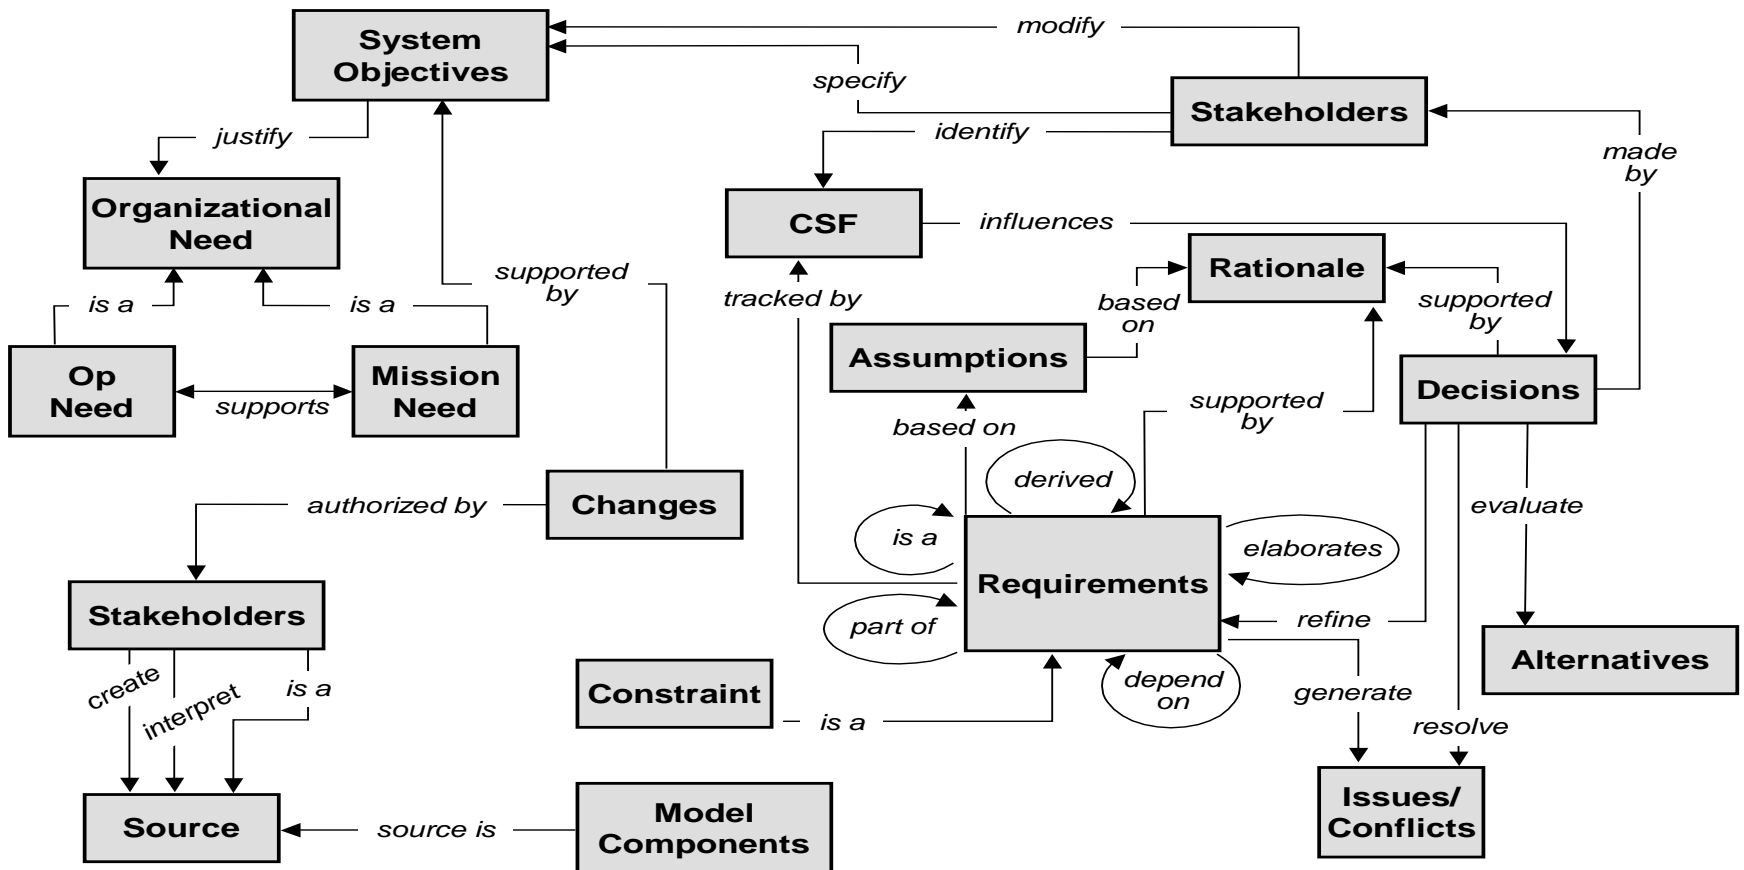 System
Objectives
modify
specify
Stakeholders
identify
justify
made
by
Organizational
Need
CSF
influences
Rationale
supported
by
tracked by
based
on
supported
by
is a
is a
Assumptions
Op
Need
supports
Mission
Need
Decisions
supported
by
based on
derived
authorized by
Changes
evaluate
is a
elaborates
Requirements
Stakeholders
part of
refine
Alternatives
create
interpret
is a
Constraint
is a
depend
on
generate
resolve
Source
source is
Model
Components
Issues/
Conflicts